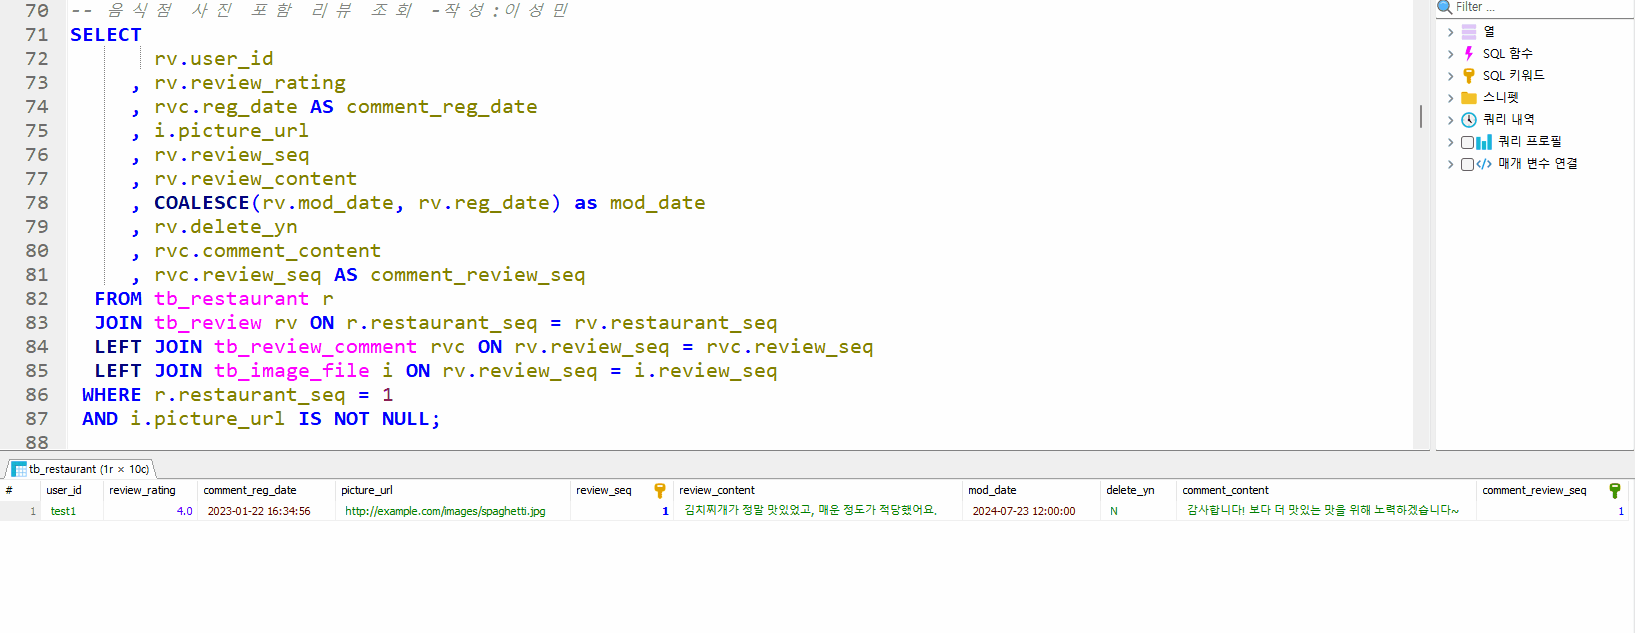 70 -- 음식점 사진 포함 리뷰 조회 -작성:이성민
71 SELECT
72 rv.user_id
73 , rv.review_rating
74 , rvc.reg_date AS comment_reg_date
75 , i.picture_url
76 , rv.review_seq
77 , rv.review_content
78 , COALESCE(rv.mod_date, rv.reg_date) as mod_date
79 , rv.delete_yn
80 , rvc.comment_content
81 , rvc.review_seq AS comment_review_seq
82 FROM tb_restaurant r
83 JOIN tb_review rv ON r.restaurant_seq = rv.restaurant_seq
84 LEFT JOIN tb_review_comment rvc ON rv.review_seq = rvc.review_seq
85 LEFT JOIN tb_image_file i ON rv.review_seq = i.review_seq
86 WHERE r.restaurant_seq = 1
87 AND i.picture_url IS NOT NULL;
88
Filter ...
열
SQL 함수
SQL 키워드
스니펫
쿼리 내역
쿼리 프로필
매개 변수 연결
tb_restaurant (1r × 10c)
# user_id review_rating comment_reg_date picture_url review_seq review_content mod_date delete_yn comment_content comment_review_seq
1 test1 4.0 2023-01-22 16:34:56 http://example.com/images/spaghetti.jpg 1 김치찌개가 정말 맛있었고, 매운 정도가 적당했어요. 2024-07-23 12:00:00 N 감사합니다! 보다 더 맛있는 맛을 위해 노력하겠습니다~ 1